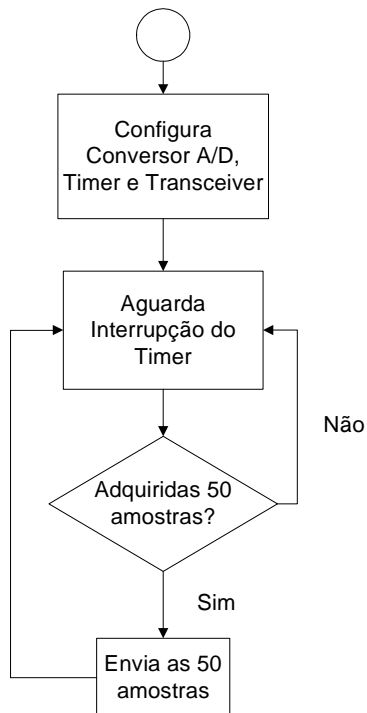 Configura
Conversor A/D,
Timer e Transceiver
Aguarda
Interrupção do
Timer
Não
Adquiridas 50
amostras?
Sim
Envia as 50
amostras